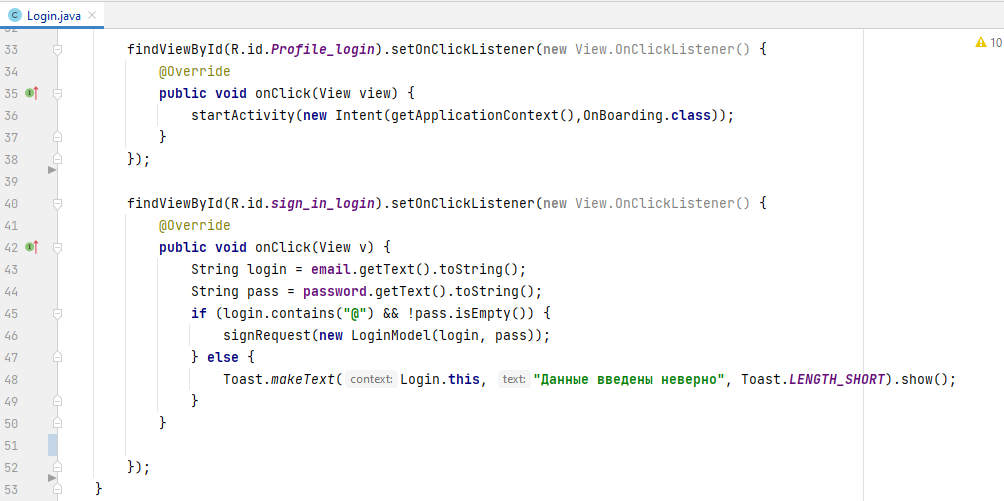 Login.java
32
33 findViewById(R.id.Profile_login).setOnClickListener(new View.OnClickListener() {
10
34 @Override
35 public void onClick(View view) {
36 startActivity(new Intent(getApplicationContext(),OnBoarding.class));
37 }
38 });
39
40 findViewById(R.id.sign_in_login).setOnClickListener(new View.OnClickListener() {
41 @Override
42 public void onClick(View v) {
43 String login = email.getText().toString();
44 String pass = password.getText().toString();
45 if (login.contains("@") && !pass.isEmpty()) {
46 signRequest(new LoginModel(login, pass));
47 } else {
48 Toast.makeText( context: Login.this, text: "Данные введены неверно", Toast.LENGTH_SHORT).show();
49 }
50 }
51
52 });
53 }